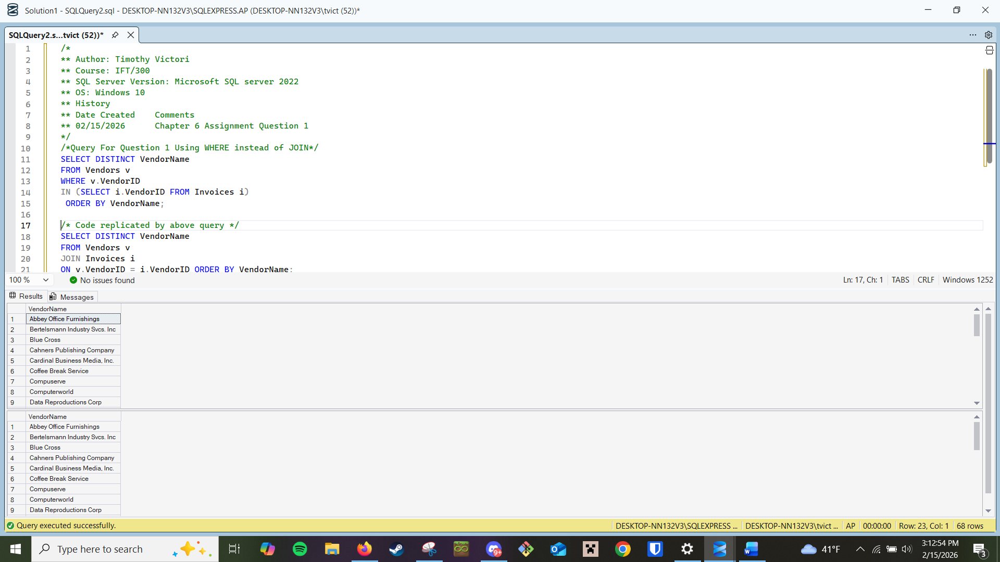 Solution1 - SQLQuery2.sql - DESKTOP-NN132V3\SQLEXPRESS.AP (DESKTOP-NN132V3\tvict (52))*
SQLQuery2.s...tvict (52))*
1 /*
2 ** Author: Timothy Victori
3 ** Course: IFT/300
4 ** SQL Server Version: Microsoft SQL server 2022
5 ** OS: Windows 10
6 ** History
7 ** Date Created    Comments
8 ** 02/15/2026      Chapter 6 Assignment Question 1
9 */
10 /*Query For Question 1 Using WHERE instead of JOIN*/
11 SELECT DISTINCT VendorName
12 FROM Vendors v
13 WHERE v.VendorID
14 IN (SELECT i.VendorID FROM Invoices i)
15  ORDER BY VendorName;
16
17 /* Code replicated by above query */
18 SELECT DISTINCT VendorName
19 FROM Vendors v
20 JOIN Invoices i
21 ON v.VendorID = i.VendorID ORDER BY VendorName;
100 % No issues found Ln: 17, Ch: 1 TABS CRLF Windows 1252
Results Messages
VendorName
1 Abbey Office Furnishings
2 Bertelsmann Industry Svcs. Inc
3 Blue Cross
4 Cahners Publishing Company
5 Cardinal Business Media, Inc.
6 Coffee Break Service
7 Compuserve
8 Computerworld
9 Data Reproductions Corp
VendorName
1 Abbey Office Furnishings
2 Bertelsmann Industry Svcs. Inc
3 Blue Cross
4 Cahners Publishing Company
5 Cardinal Business Media, Inc.
6 Coffee Break Service
7 Compuserve
8 Computerworld
9 Data Reproductions Corp
Query executed successfully. DESKTOP-NN132V3\SQLEXPRESS ... DESKTOP-NN132V3\tvict ... AP 00:00:00 Row: 23, Col: 1 68 rows
Type here to search 9+ 41°F 3:12:54 PM
2/15/2026 3